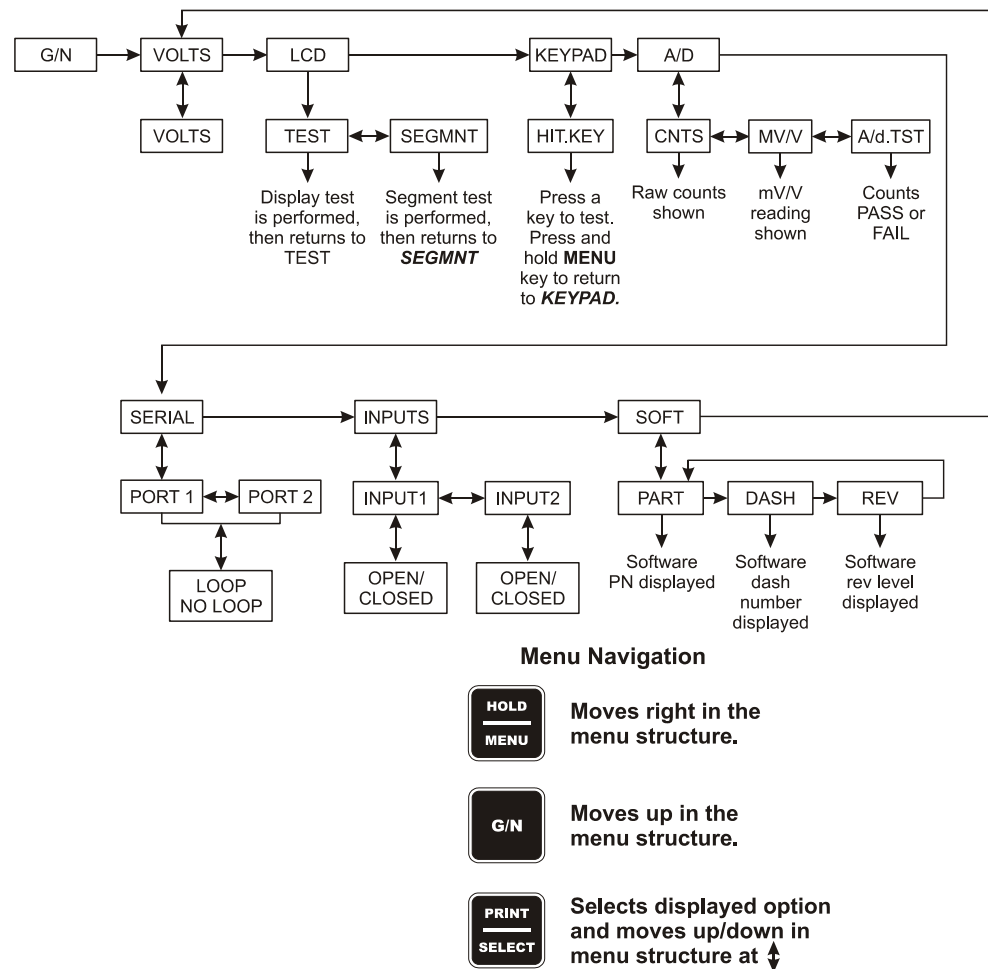 G/N
VOLTS
LCD
KEYPAD
A/D
VOLTS
TEST
SEGMNT
HIT.KEY
CNTS
MV/V
A/d.TST
Display test
is performed,
then returns to
TEST
Segment test
is performed,
then returns to
SEGMNT
Press a
key to test.
Press and
hold MENU
key to return
to KEYPAD.
Raw counts
shown
mV/V
reading
shown
Counts
PASS or
FAIL
SERIAL
INPUTS
SOFT
PORT 1
PORT 2
INPUT1
INPUT2
PART
DASH
REV
LOOP
NO LOOP
OPEN/
CLOSED
OPEN/
CLOSED
Software
PN displayed
Software
dash
number
displayed
Software
rev level
displayed
Menu Navigation
HOLD
MENU
Moves right in the
menu structure.
G/N
Moves up in the
menu structure.
PRINT
SELECT
Selects displayed option
and moves up/down in
menu structure at